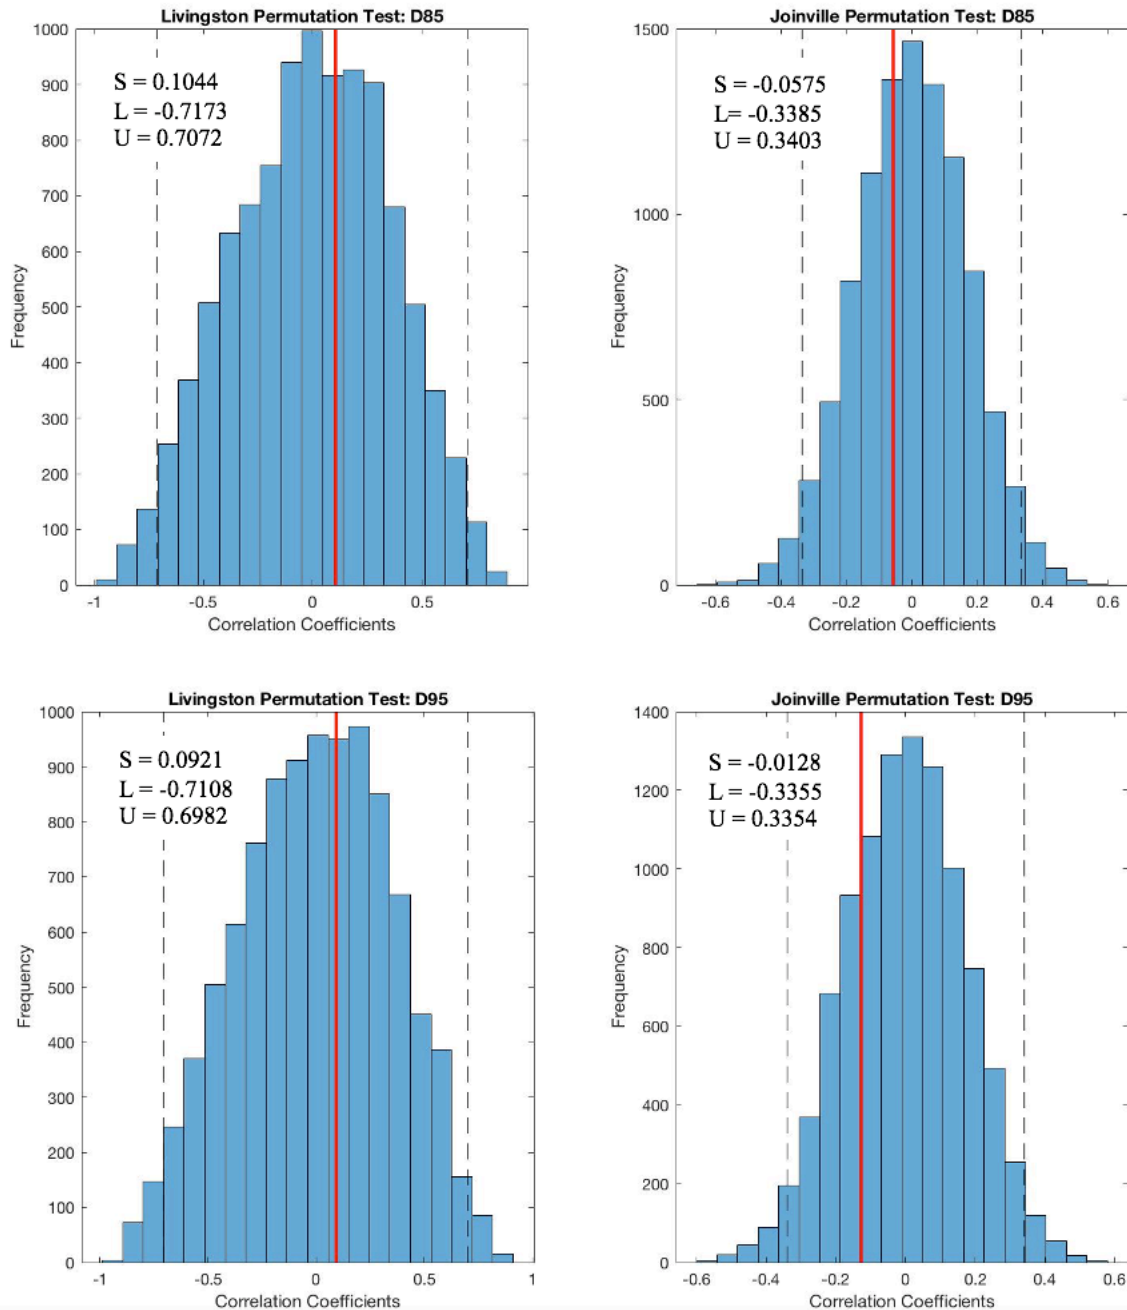 Livingston Permutation Test: D85
S = 0.1044
L = -0.7173
U = 0.7072
1000
900
800
700
600
500
400
300
200
100
0
Frequency
-1
-0.5
0
0.5
Correlation Coefficients
Joinville Permutation Test: D85
S = -0.0575
L= -0.3385
U = 0.3403
1500
1000
500
0
Frequency
-0.6
-0.4
-0.2
0
0.2
0.4
0.6
Correlation Coefficients
Livingston Permutation Test: D95
S = 0.0921
L = -0.7108
U = 0.6982
1000
900
800
700
600
500
400
300
200
100
0
Frequency
-1
-0.5
0
0.5
1
Correlation Coefficients
Joinville Permutation Test: D95
S = -0.0128
L = -0.3355
U = 0.3354
1400
1200
1000
800
600
400
200
0
Frequency
-0.6
-0.4
-0.2
0
0.2
0.4
0.6
Correlation Coefficients